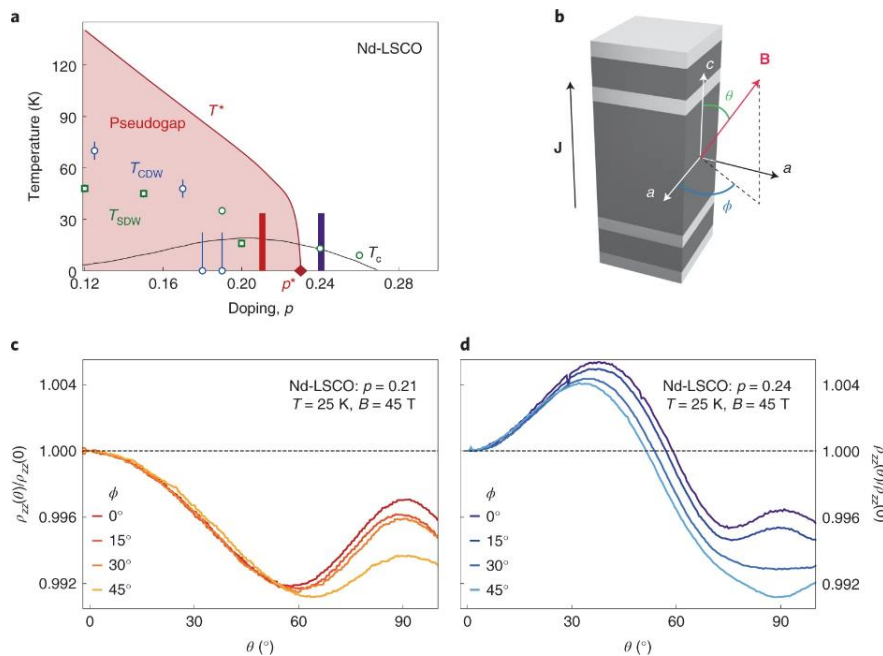 a
Nd-LSCO
120
90
60
30
0
Temperature (K)
Pseudogap
T*
T_CDW
T_SDW
T_c
p*
0.12
0.16
0.20
0.24
0.28
Doping, p
b
J
c
B
θ
a
a
ϕ
c
Nd-LSCO: p = 0.21
T = 25 K, B = 45 T
1.004
1.000
0.996
0.992
ρzz(θ)/ρzz(0)
ϕ
0°
15°
30°
45°
0
30
60
90
θ (°)
d
Nd-LSCO: p = 0.24
T = 25 K, B = 45 T
1.004
1.000
0.996
0.992
ρzz(θ)/ρzz(0)
ϕ
0°
15°
30°
45°
0
30
60
90
θ (°)